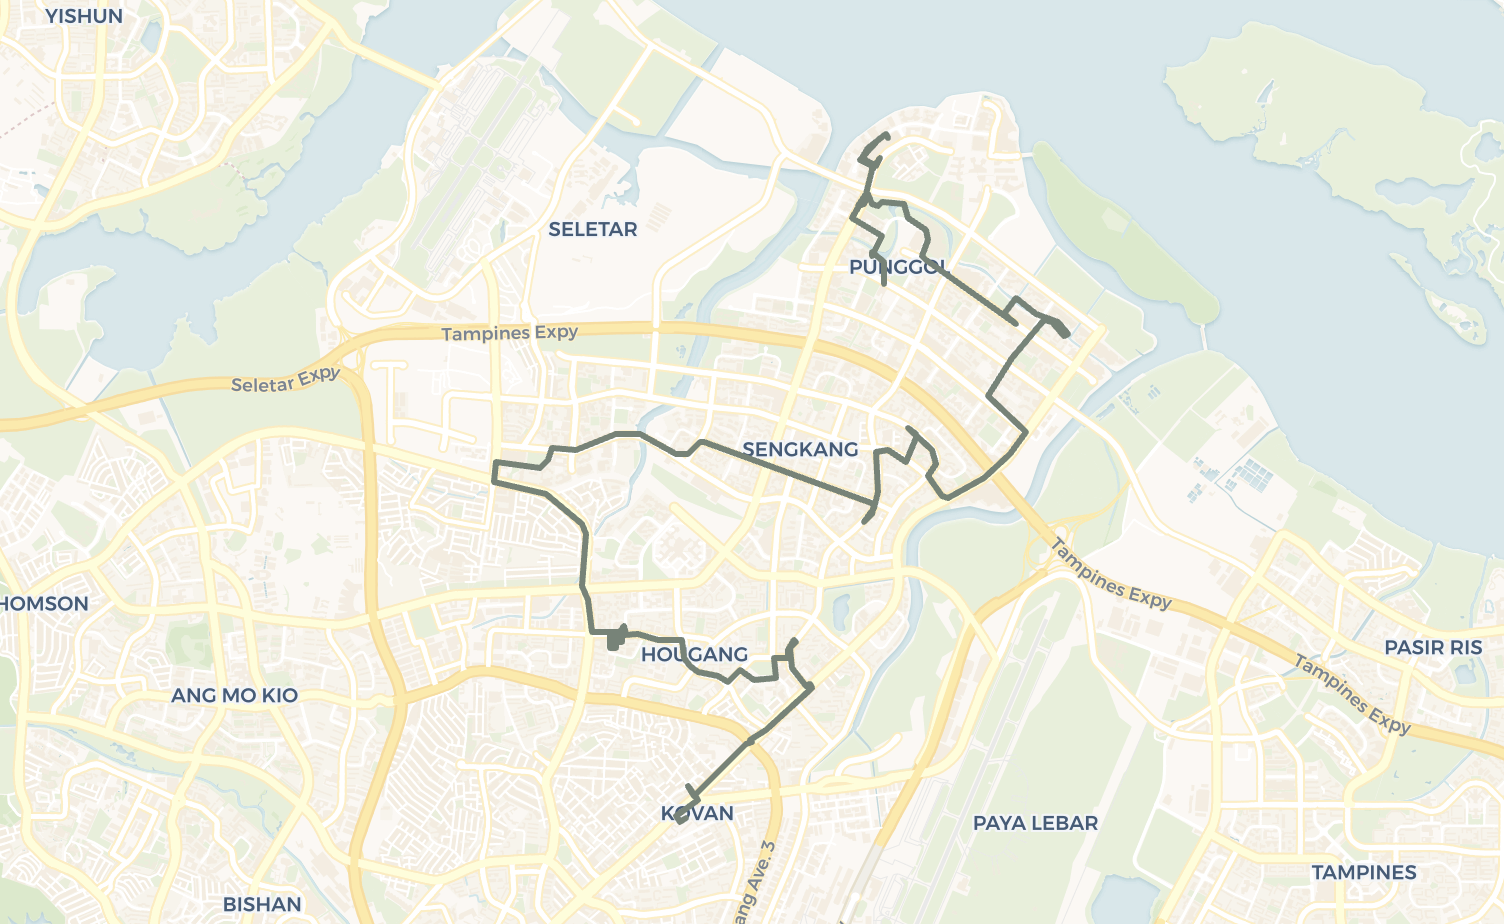 YISHUN
SELETAR
PUNGGOL
Tampines Expy
Seletar Expy
SENGKANG
Tampines Expy
HOMSON
HOUGANG
PASIR RIS
Tampines Expy
ANG MO KIO
KOVAN
PAYA LEBAR
ang Ave. 3
TAMPINES
BISHAN